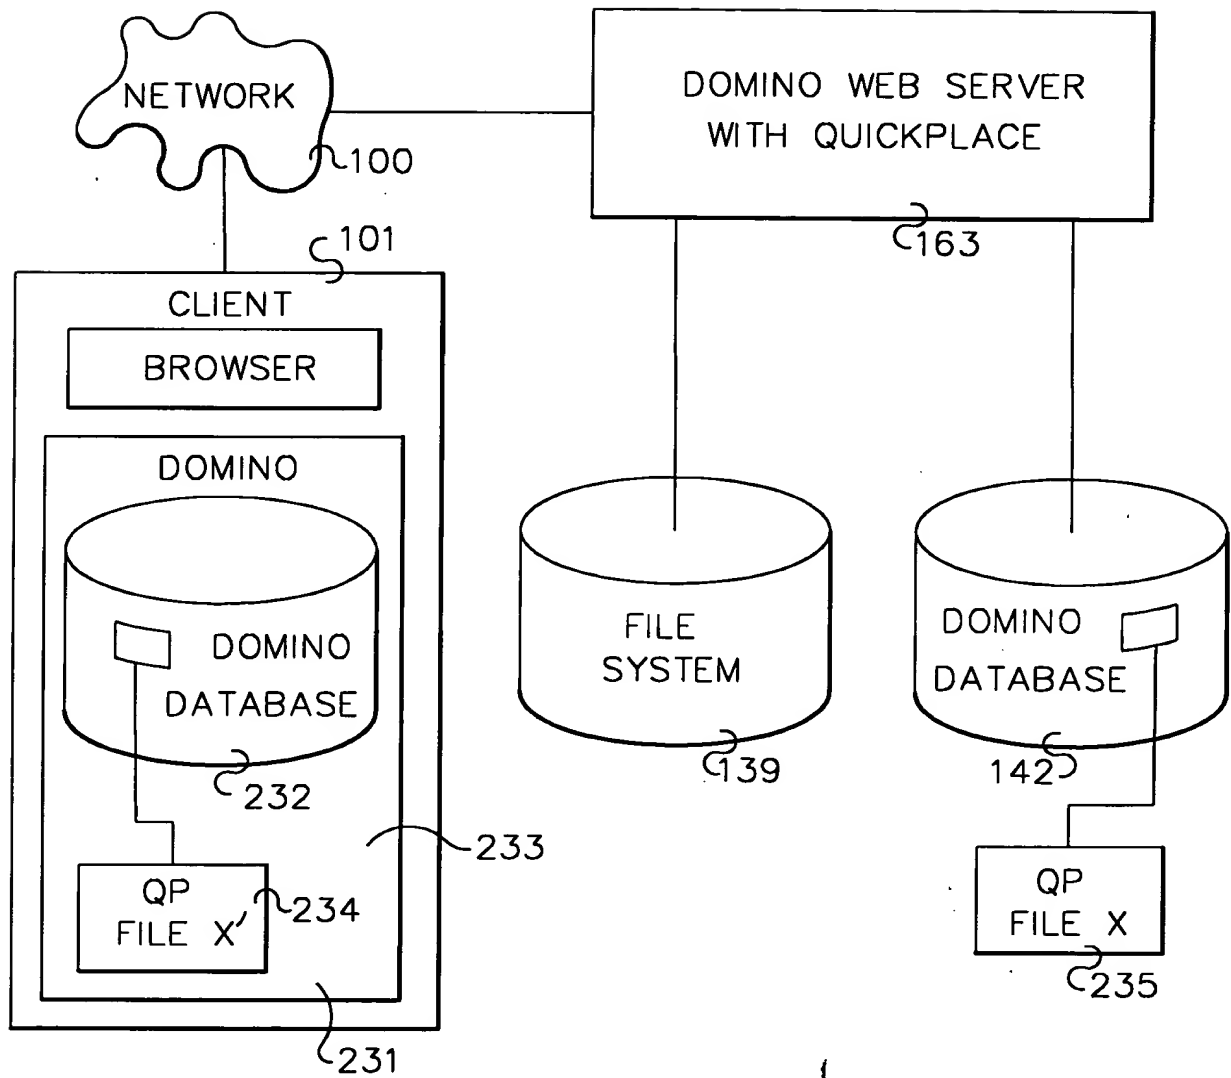 NETWORK
100
DOMINO WEB SERVER
WITH QUICKPLACE
163
101
CLIENT
BROWSER
DOMINO
DOMINO
DATABASE
232
FILE
SYSTEM
139
DOMINO
DATABASE
142
233
QP
FILE X'
234
QP
FILE X
235
231